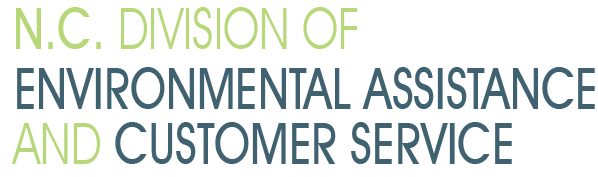 N.C. DIVISION OF
ENVIRONMENTAL ASSISTANCE
AND CUSTOMER SERVICE